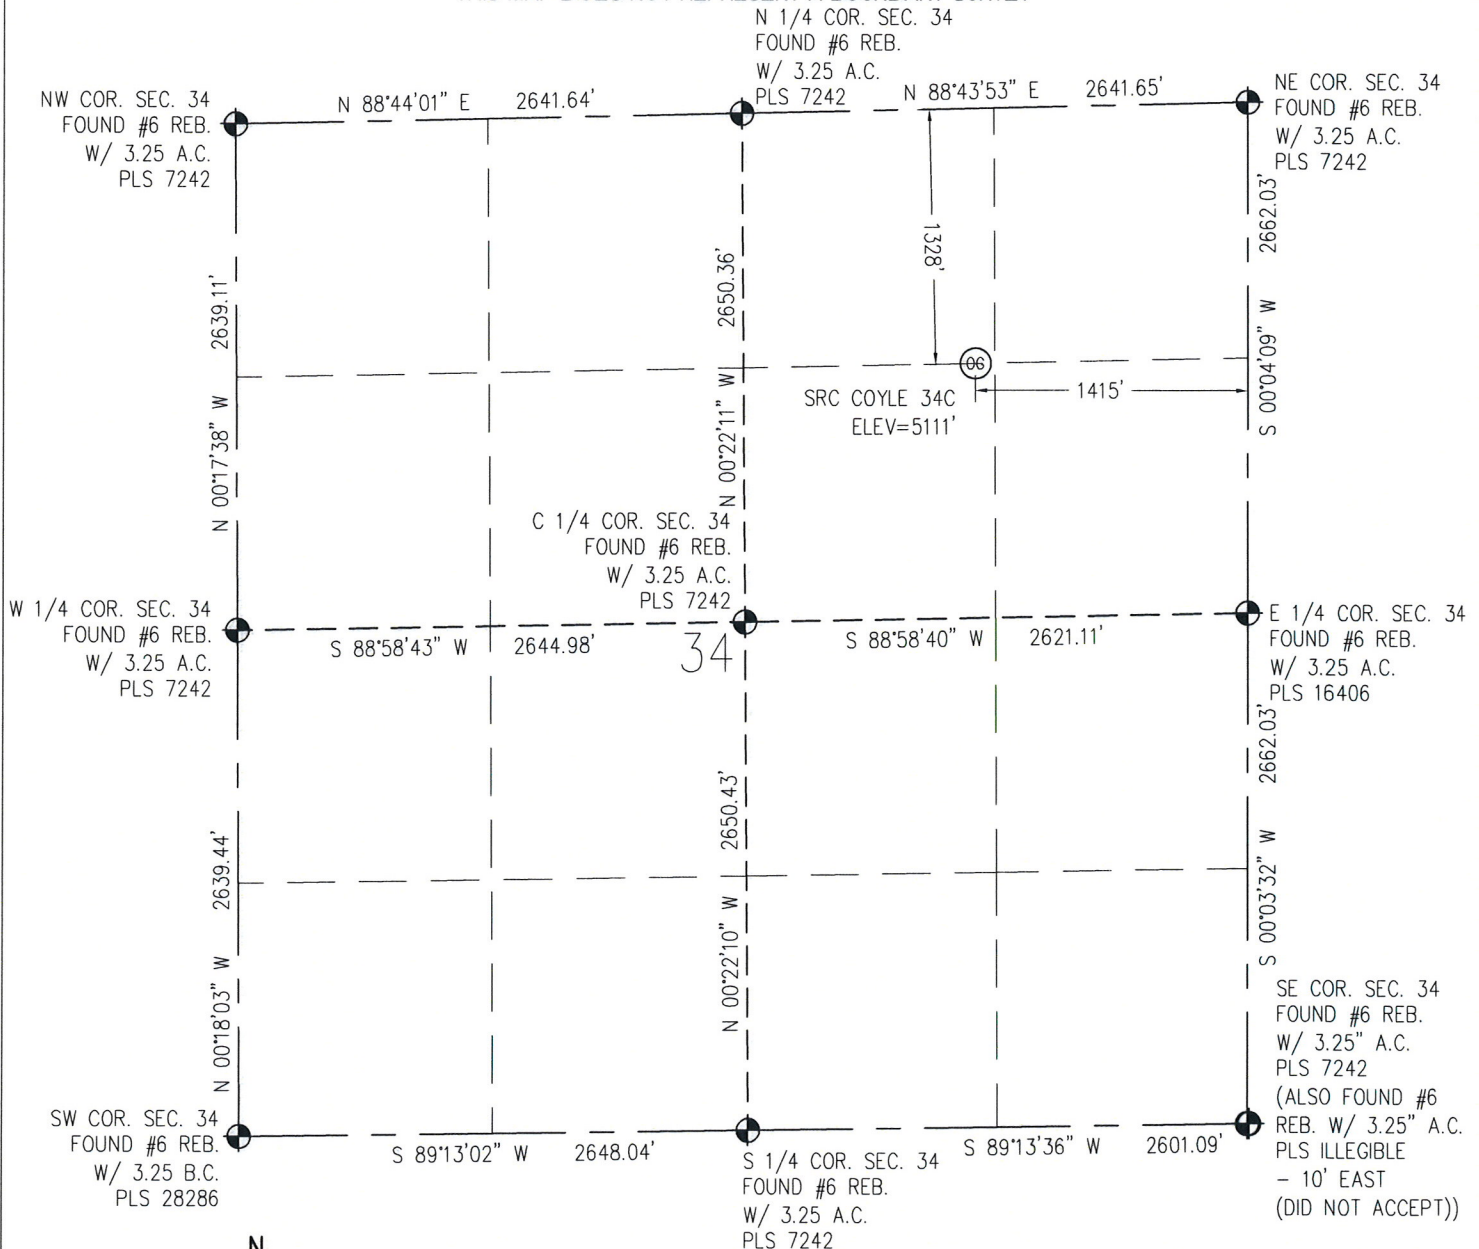 N 1/4 COR. SEC. 34
FOUND #6 REB.
W/ 3.25 A.C.
PLS 7242
NW COR. SEC. 34
FOUND #6 REB.
W/ 3.25 A.C.
PLS 7242
N 88°44'01" E 2641.64'
N 88°43'53" E 2641.65'
NE COR. SEC. 34
FOUND #6 REB.
W/ 3.25 A.C.
PLS 7242
2639.11'
N 00°17'38" W
2650.36'
N 00°22'11" W
1328'
2662.03'
S 00°04'09" W
06
1415'
SRC COYLE 34C
ELEV=5111'
C 1/4 COR. SEC. 34
FOUND #6 REB.
W/ 3.25 A.C.
PLS 7242
W 1/4 COR. SEC. 34
FOUND #6 REB.
W/ 3.25 A.C.
PLS 7242
S 88°58'43" W 2644.98'
34
S 88°58'40" W 2621.11'
E 1/4 COR. SEC. 34
FOUND #6 REB.
W/ 3.25 A.C.
PLS 16406
2639.44'
N 00°18'03" W
2650.43'
N 00°22'10" W
2662.03'
S 00°03'32" W
SW COR. SEC. 34
FOUND #6 REB.
W/ 3.25 B.C.
PLS 28286
S 89°13'02" W 2648.04'
S 1/4 COR. SEC. 34
FOUND #6 REB.
W/ 3.25 A.C.
PLS 7242
S 89°13'36" W 2601.09'
SE COR. SEC. 34
FOUND #6 REB.
W/ 3.25" A.C.
PLS 7242
(ALSO FOUND #6
REB. W/ 3.25" A.C.
PLS ILLEGIBLE
- 10' EAST
(DID NOT ACCEPT))
N